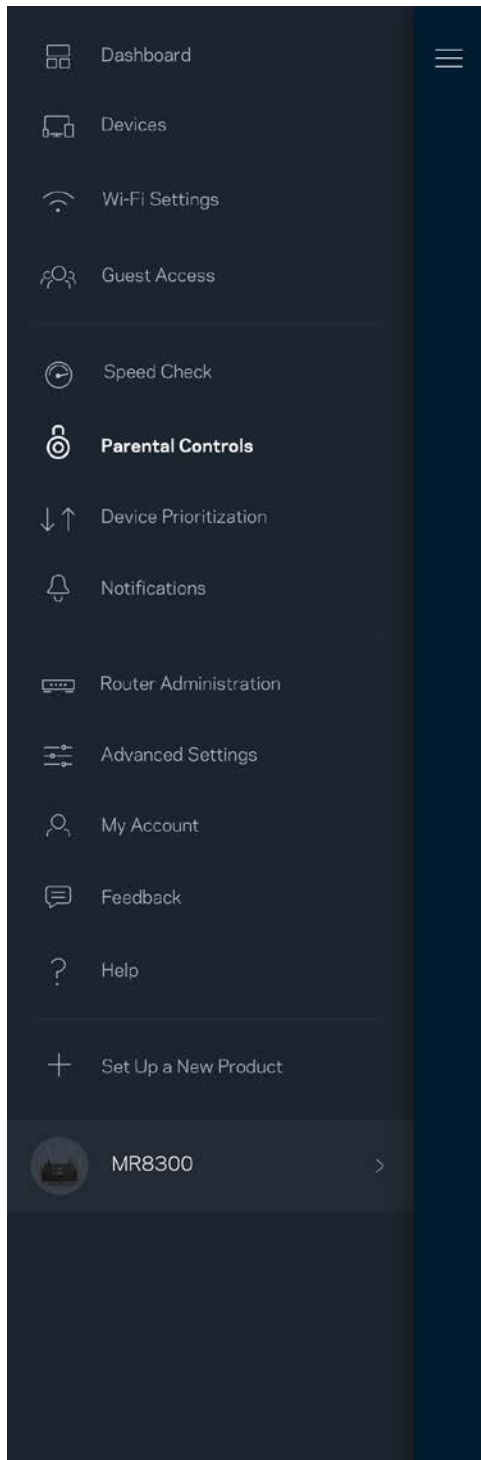 Dashboard
Devices
Wi-Fi Settings
Guest Access
Speed Check
Parental Controls
Device Prioritization
Notifications
Router Administration
Advanced Settings
My Account
Feedback
Help
Set Up a New Product
MR8300